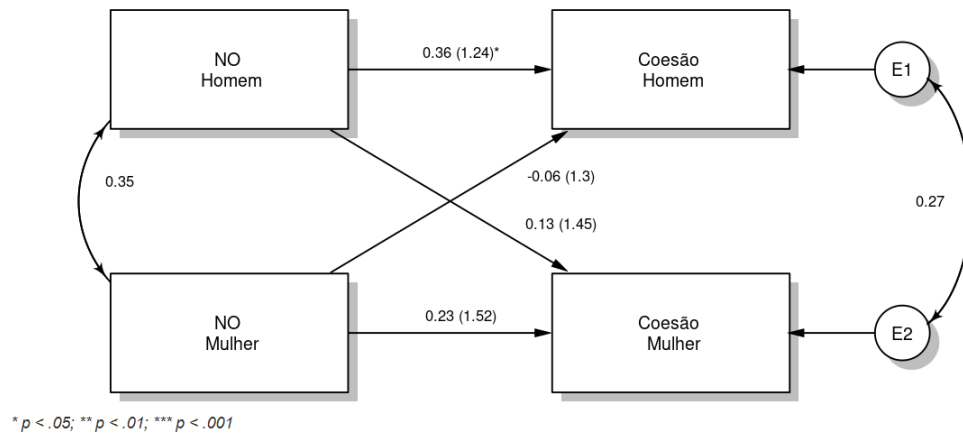 NO
Homem
0.36 (1.24)*
Coesão
Homem
E1
0.35
-0.06 (1.3)
0.13 (1.45)
0.27
NO
Mulher
0.23 (1.52)
Coesão
Mulher
E2
* p < .05; ** p < .01; *** p < .001